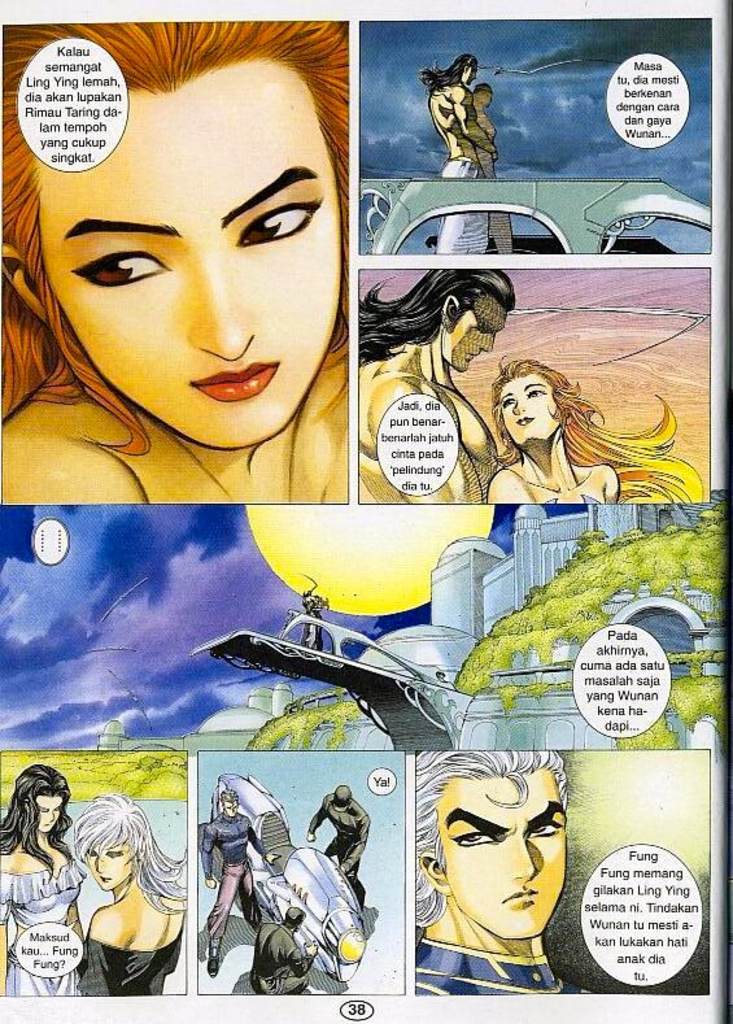 Kalau
semangat
Ling Ying lemah,
dia akan lupakan
Rimau Taring da-
lam tempoh
yang cukup
singkat.
Masa
tu, dia mesti
berkenan
dengan cara
dan gaya
Wunan...
Jadi, dia
pun benar-
benarlah jatuh
cinta pada
'pelindung'
dia tu.
Pada
akhirnya,
cuma ada satu
masalah saja
yang Wunan
kena ha-
dapi...
Maksud
kau... Fung
Fung?
Ya!
Fung
Fung memang
gilakan Ling Ying
selama ni. Tindakan
Wunan tu mesti a-
kan lukakan hati
anak dia
tu.
38